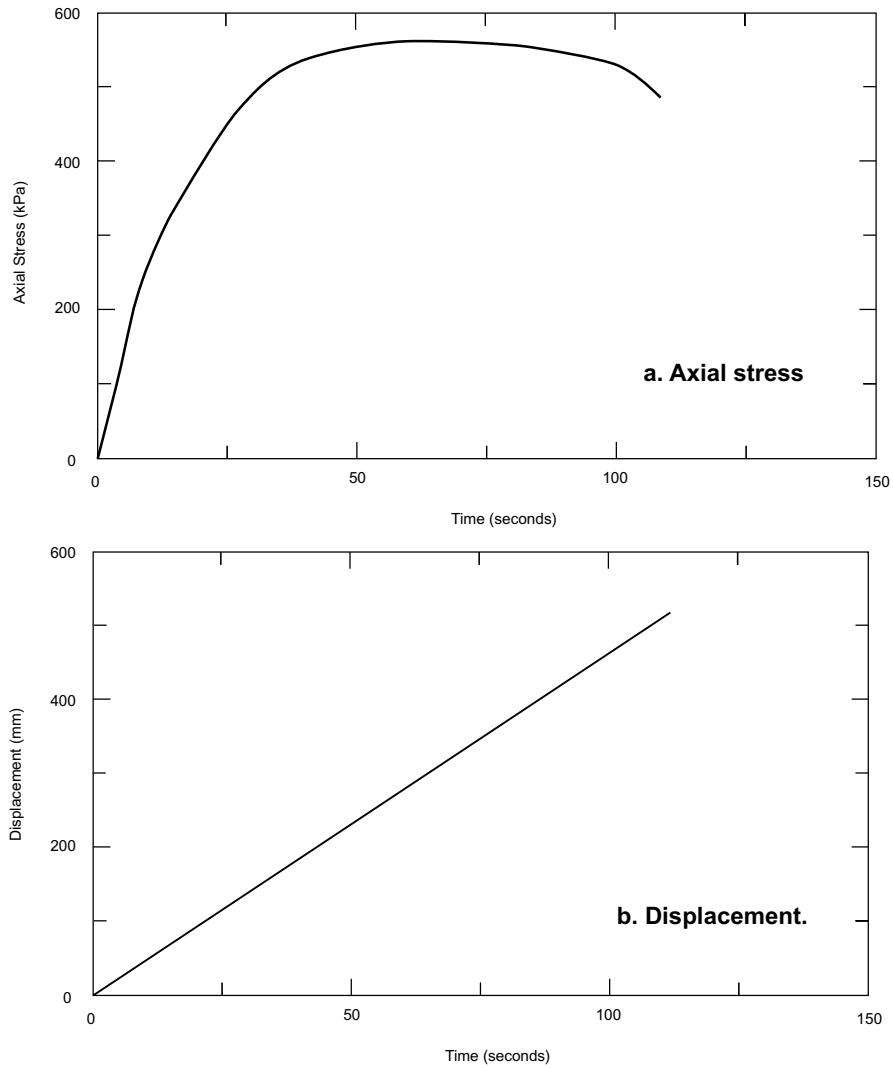 600
400
200
0
Axial Stress (kPa)
a. Axial stress
0 50 100 150
Time (seconds)
600
400
200
0
Displacement (mm)
b. Displacement.
0 50 100 150
Time (seconds)